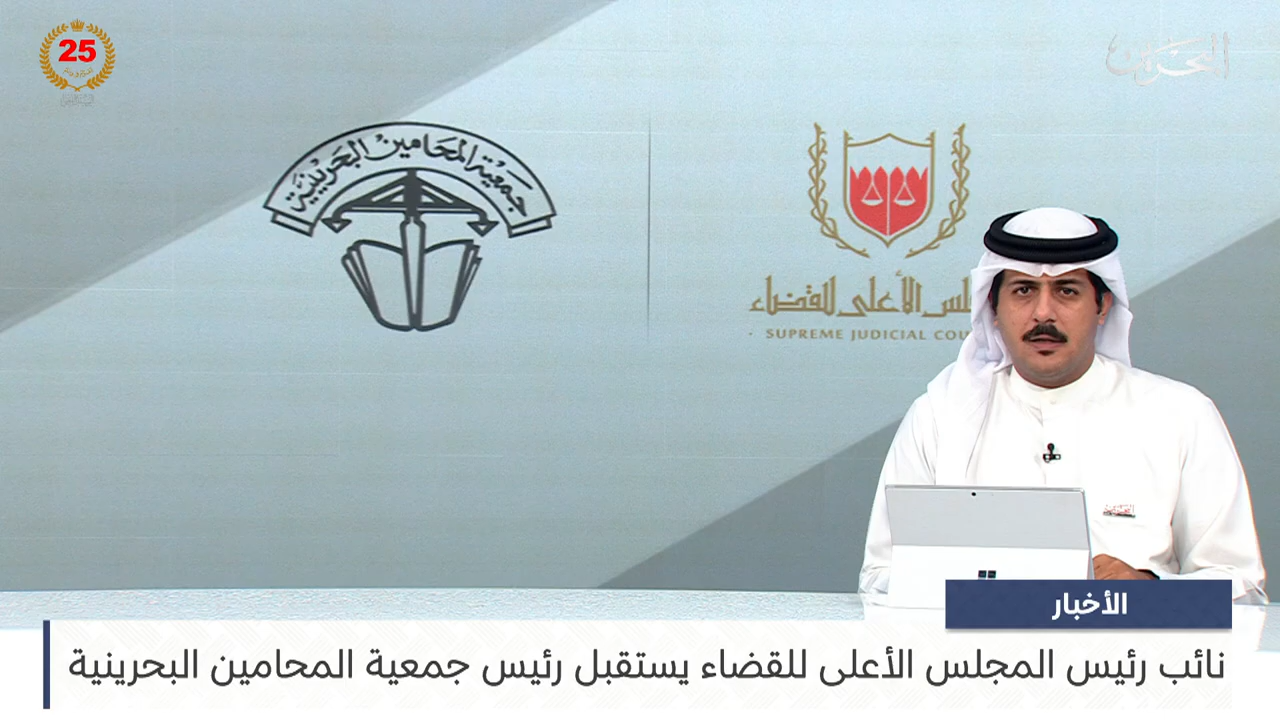 25
البحرين
جمعية المحامين البحرينية
المجلس الأعلى للقضاء
SUPREME JUDICIAL COU
الأخبار
نائب رئيس المجلس الأعلى للقضاء يستقبل رئيس جمعية المحامين البحرينية